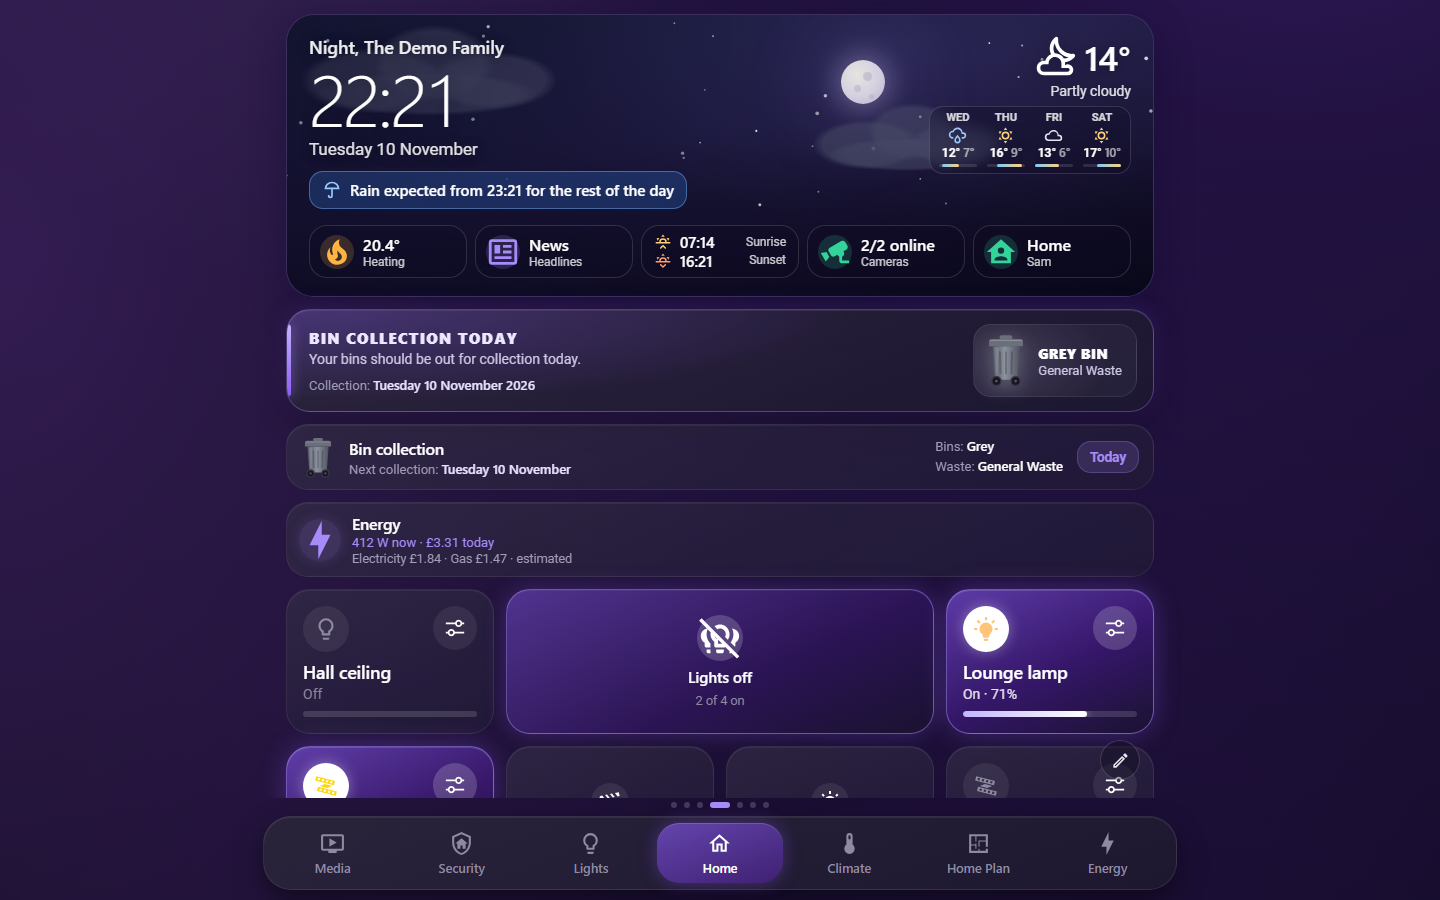 Night, The Demo Family
22:21
Tuesday 10 November
14°
Partly cloudy
WED THU FRI SAT
12° 7° 16° 9° 13° 6° 17° 10°
Rain expected from 23:21 for the rest of the day
20.4°
Heating
News
Headlines
07:14 Sunrise
16:21 Sunset
2/2 online
Cameras
Home
Sam
BIN COLLECTION TODAY
Your bins should be out for collection today.
Collection: Tuesday 10 November 2026
GREY BIN
General Waste
Bin collection
Next collection: Tuesday 10 November
Bins: Grey
Waste: General Waste
Today
Energy
412 W now · £3.31 today
Electricity £1.84 · Gas £1.47 · estimated
Hall ceiling
Off
Lights off
2 of 4 on
Lounge lamp
On · 71%
Media
Security
Lights
Home
Climate
Home Plan
Energy